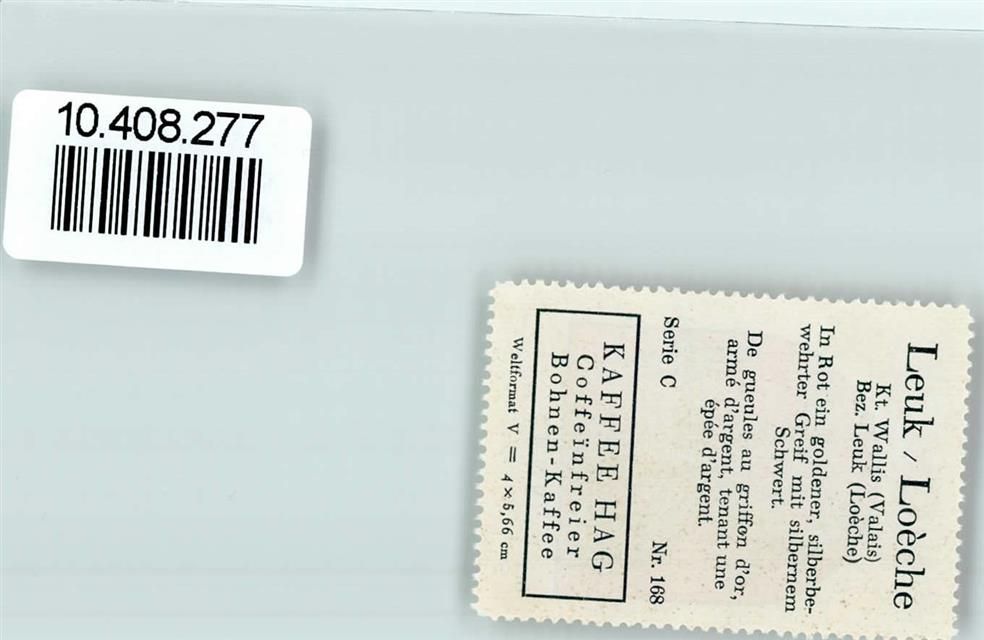 10.408.277
Leuk / Loèche
Kt. Wallis (Valais)
Bez. Leuk (Loèche)
In Rot ein goldener, silberbe-
wehrter Greif mit silbernem
Schwert.
De gueules au griffon d'or,
armé d'argent, tenant une
épée d'argent.
Serie C Nr. 168
KAFFEE HAG
Coffeïnfreier
Bohnen-Kaffee
Weltformat V = 4 × 5,66 cm